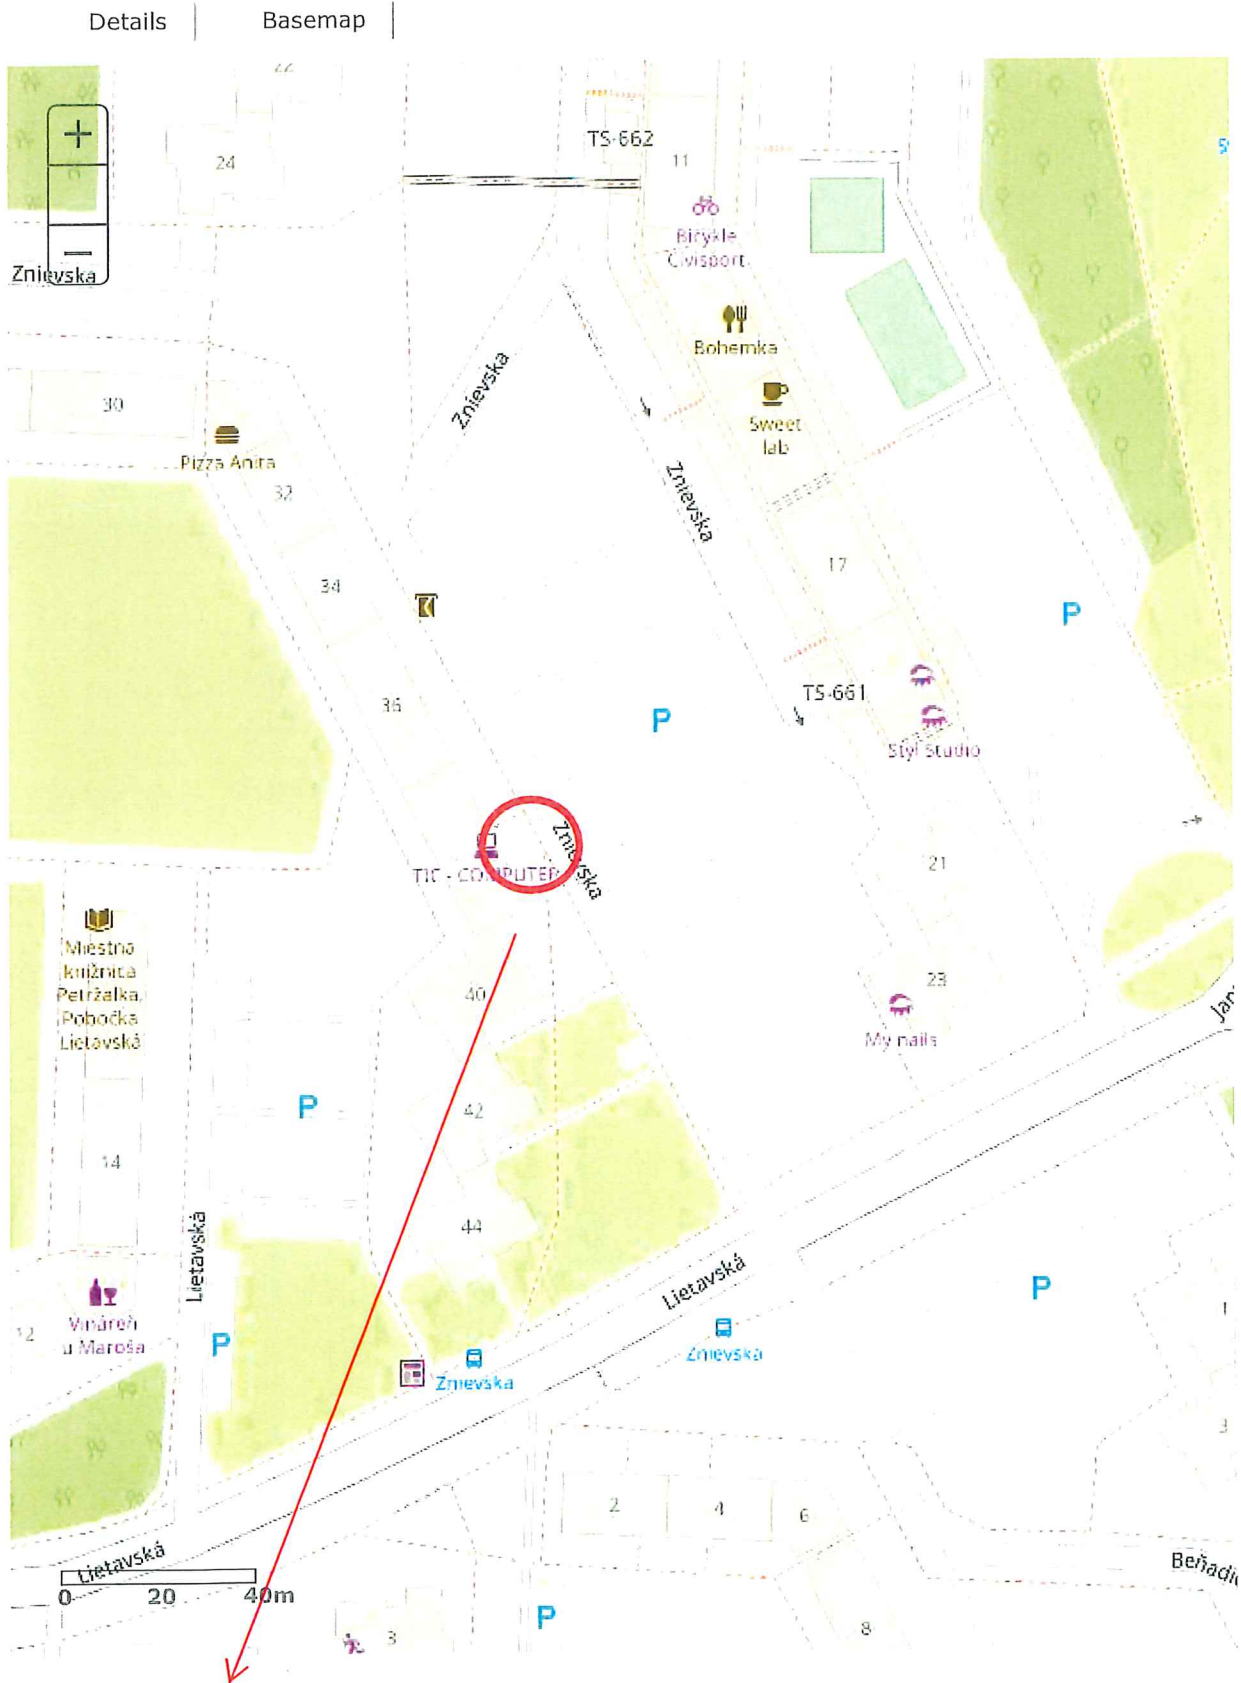 Details
Basemap
22
TS-662
11
24
+
−
Znievska
Bicykle
Civisport
Bohemka
Znievska
30
Sweet
lab
Pizza Anita
32
Znievska
17
34
P
TS-661
36
P
Styl Studio
Znievska
TIC - COMPUTER
21
Miestna
knižnica
Petržalka,
Pobočka
Lietavská
40
23
My nails
P
42
14
44
Lietavská
Lietavská
P
Vináreň
u Maroša
12
P
1
Znievska
Znievska
3
2
4
6
Lietavská
0 20 40m
P
3
8